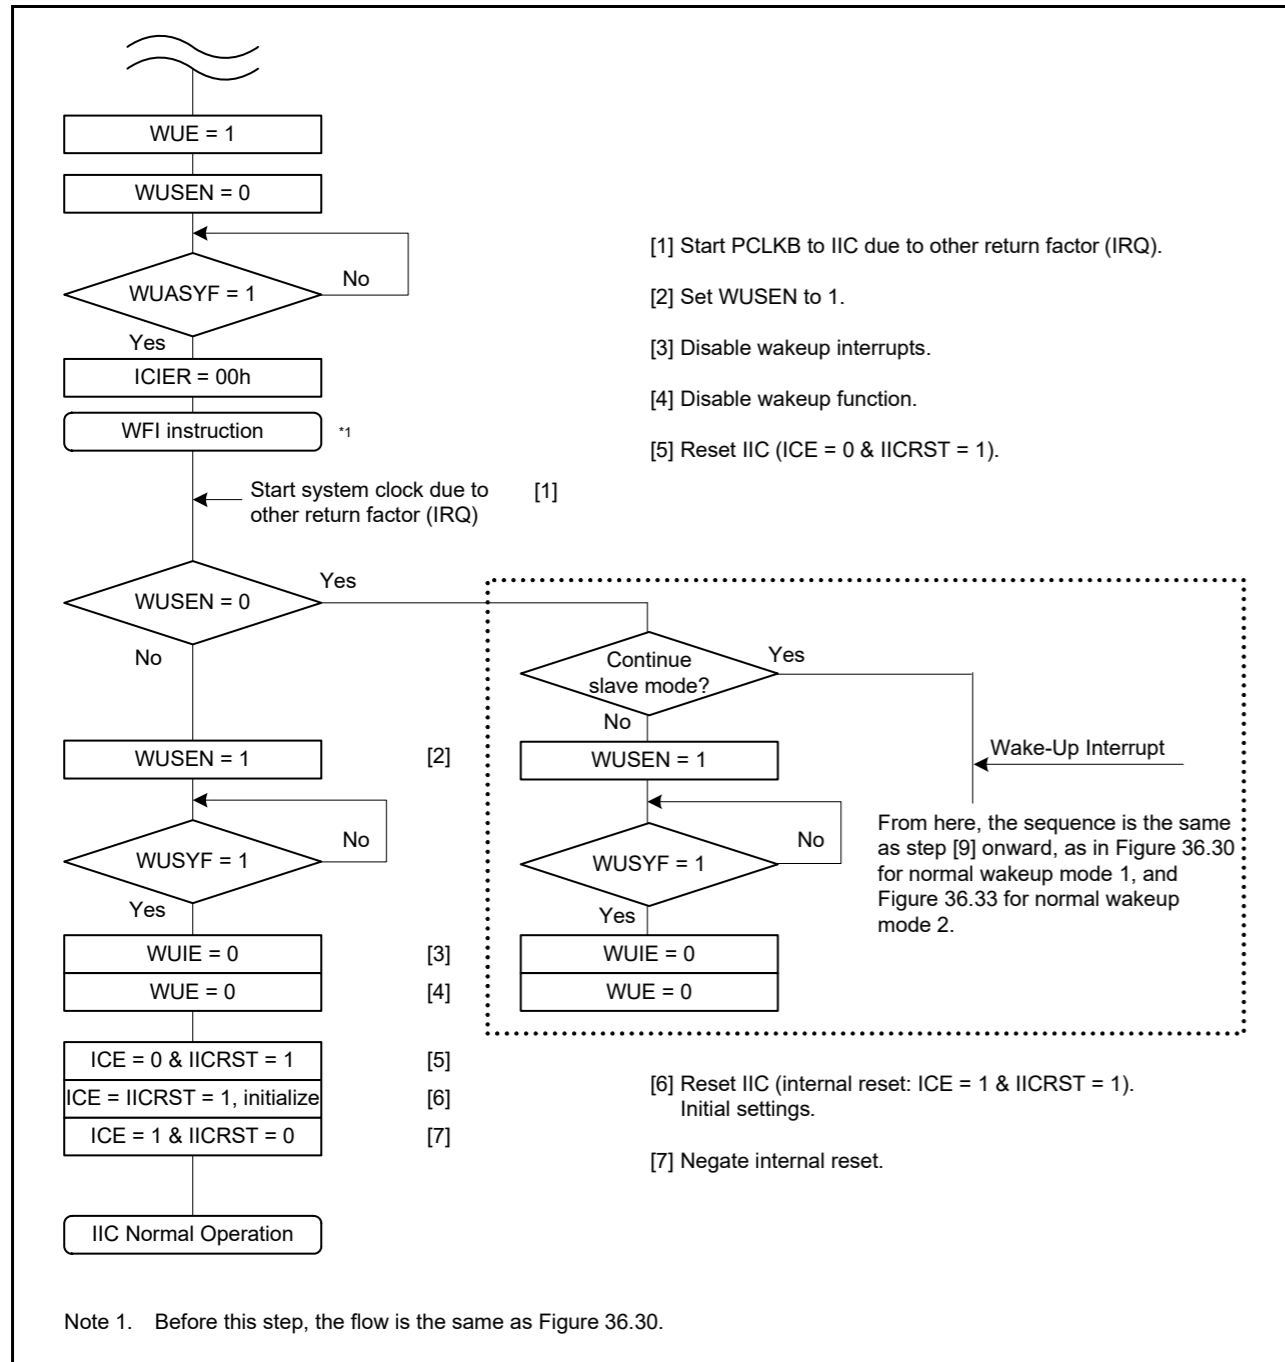 WUE = 1
WUSEN = 0
WUASYF = 1
No
Yes
ICIER = 00h
WFI instruction
*1
[1] Start PCLKB to IIC due to other return factor (IRQ).
[2] Set WUSEN to 1.
[3] Disable wakeup interrupts.
[4] Disable wakeup function.
[5] Reset IIC (ICE = 0 & IICRST = 1).
Start system clock due to
other return factor (IRQ)
[1]
WUSEN = 0
Yes
No
Continue
slave mode?
Yes
No
WUSEN = 1
[2]
WUSEN = 1
Wake-Up Interrupt
WUSYF = 1
No
Yes
WUSYF = 1
No
Yes
From here, the sequence is the same
as step [9] onward, as in Figure 36.30
for normal wakeup mode 1, and
Figure 36.33 for normal wakeup
mode 2.
WUIE = 0
[3]
WUE = 0
[4]
WUIE = 0
WUE = 0
ICE = 0 & IICRST = 1
[5]
ICE = IICRST = 1, initialize
[6]
ICE = 1 & IICRST = 0
[7]
[6] Reset IIC (internal reset: ICE = 1 & IICRST = 1).
Initial settings.
[7] Negate internal reset.
IIC Normal Operation
Note 1. Before this step, the flow is the same as Figure 36.30.